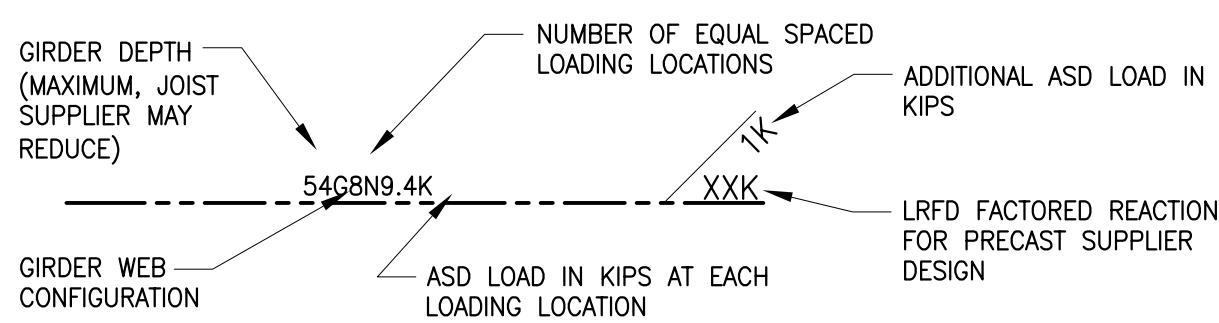 GIRDER DEPTH
(MAXIMUM, JOIST
SUPPLIER MAY
REDUCE)
NUMBER OF EQUAL SPACED
LOADING LOCATIONS
ADDITIONAL ASD LOAD IN
KIPS
1K
54G8N9.4K
XXK
LRFD FACTORED REACTION
FOR PRECAST SUPPLIER
DESIGN
GIRDER WEB
CONFIGURATION
ASD LOAD IN KIPS AT EACH
LOADING LOCATION